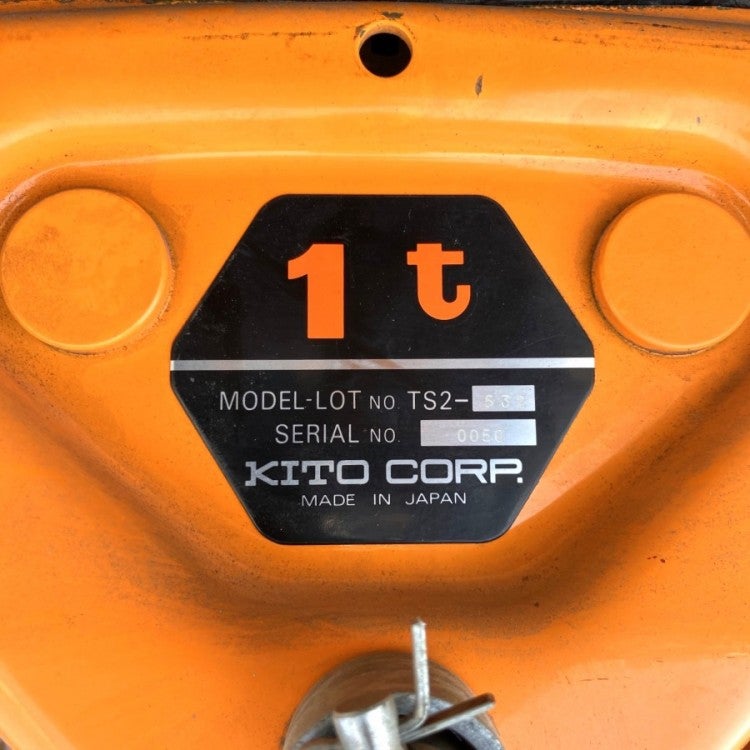 1 t
MODEL-LOT NO TS2-
SERIAL NO.
KITO CORP.
MADE IN JAPAN